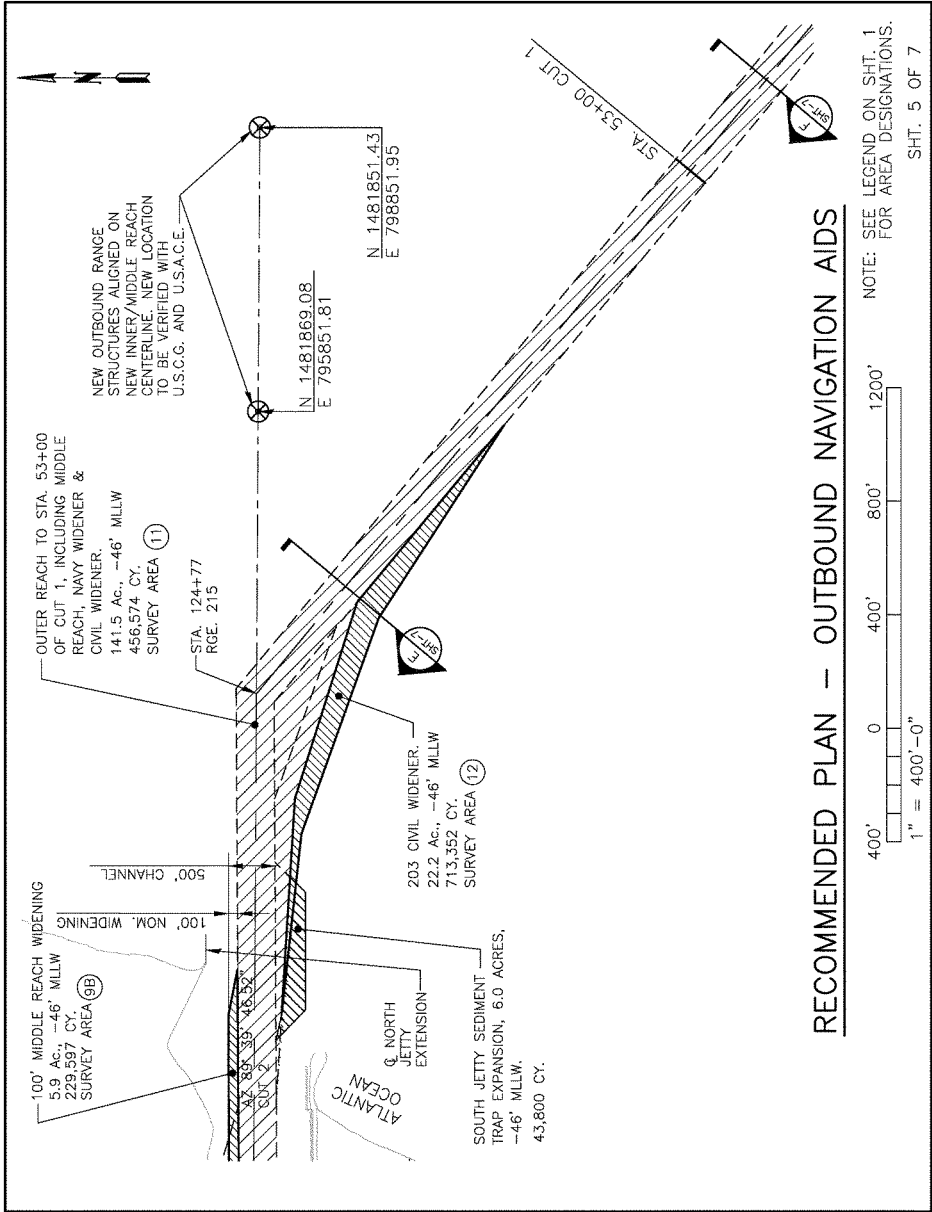 N
NEW OUTBOUND RANGE
STRUCTURES ALIGNED ON
NEW INNER/MIDDLE REACH
CENTERLINE. NEW LOCATION
TO BE VERIFIED WITH
U.S.C.G. AND U.S.A.C.E.
N 1481869.08
E 795851.81
N 1481851.43
E 798851.95
OUTER REACH TO STA. 53+00
OF CUT 1, INCLUDING MIDDLE
REACH, NAVY WIDENER &
CIVIL WIDENER.
141.5 Ac., -46' MLLW
456,574 CY.
SURVEY AREA 11
STA. 124+77
RGE. 215
100' MIDDLE REACH WIDENING
5.9 Ac., -46' MLLW
229,597 CY.
SURVEY AREA 9B
100' NOM. WIDENING
500' CHANNEL
AZ 89° 39' 46.52"
CUT 2
℄ NORTH
JETTY
EXTENSION
ATLANTIC
OCEAN
SOUTH JETTY SEDIMENT
TRAP EXPANSION, 6.0 ACRES,
-46' MLLW.
43,800 CY.
203 CIVIL WIDENER.
22.2 Ac., -46' MLLW
713,352 CY.
SURVEY AREA 12
E
SHT-7
STA. 53+00 CUT 1
F
SHT-7
RECOMMENDED PLAN - OUTBOUND NAVIGATION AIDS
400' 0 400' 800' 1200'
1" = 400'-0"
NOTE: SEE LEGEND ON SHT. 1
FOR AREA DESIGNATIONS.
SHT. 5 OF 7